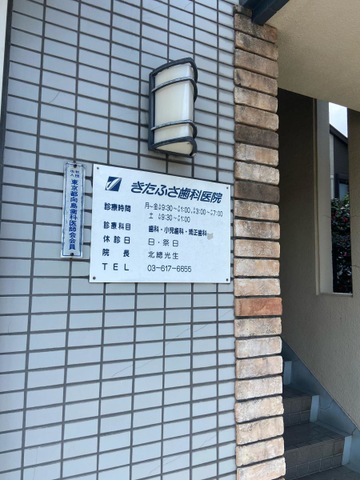 きたふさ歯科医院
診療時間 月~金 9:30~13:00, 15:00~17:00
土 9:30~13:00
診療科目 歯科・小児歯科・矯正歯科
休診日 日・祭日
院長 北總光生
TEL 03-617-6655
東京都向島歯科医師会会員